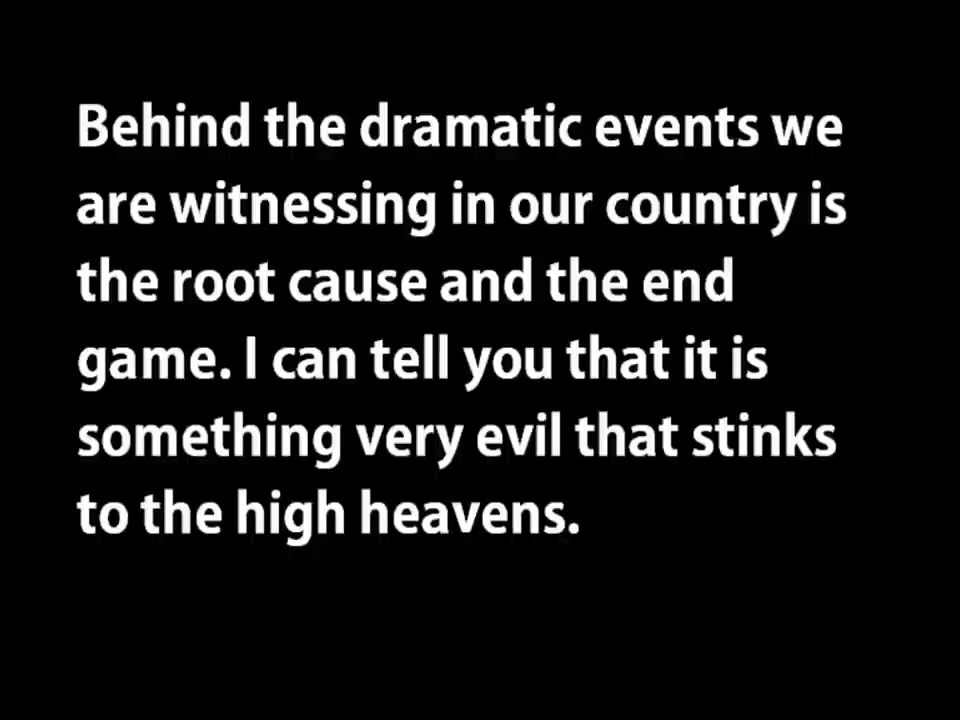 Behind the dramatic events we
are witnessing in our country is
the root cause and the end
game. I can tell you that it is
something very evil that stinks
to the high heavens.